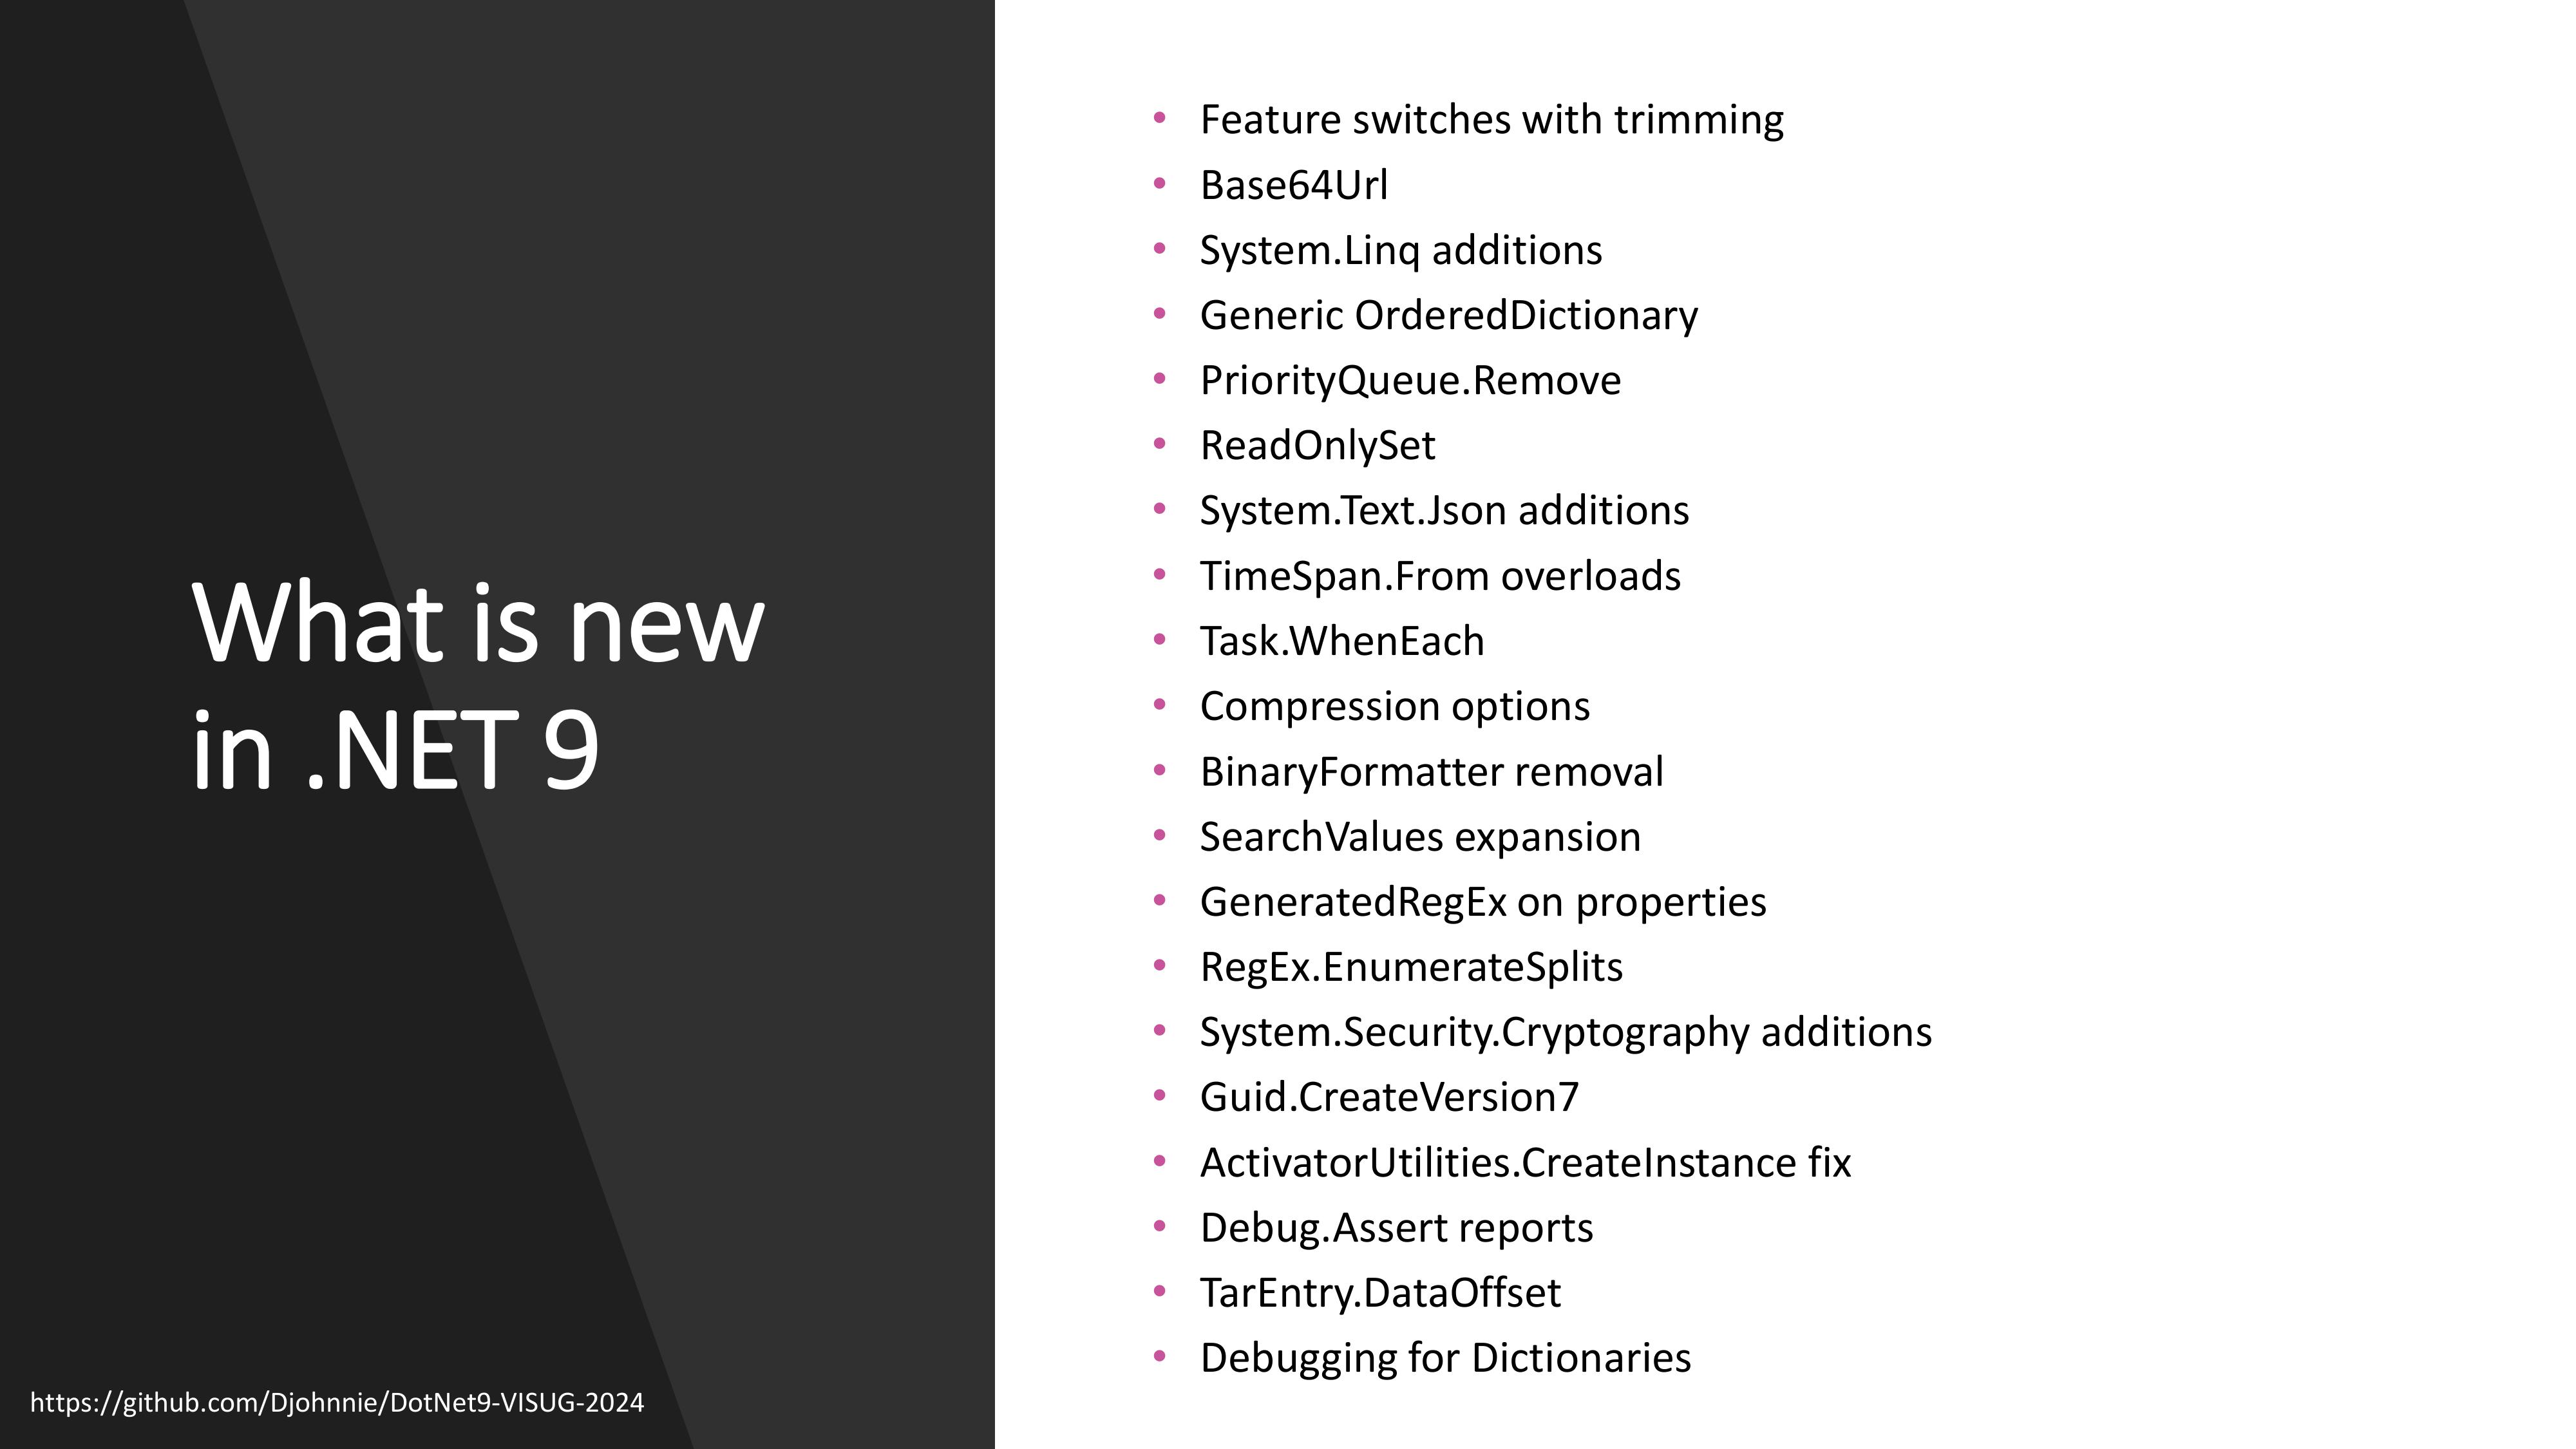 What is new
in .NET 9
• Feature switches with trimming
• Base64Url
• System.Linq additions
• Generic OrderedDictionary
• PriorityQueue.Remove
• ReadOnlySet
• System.Text.Json additions
• TimeSpan.From overloads
• Task.WhenEach
• Compression options
• BinaryFormatter removal
• SearchValues expansion
• GeneratedRegEx on properties
• RegEx.EnumerateSplits
• System.Security.Cryptography additions
• Guid.CreateVersion7
• ActivatorUtilities.CreateInstance fix
• Debug.Assert reports
• TarEntry.DataOffset
• Debugging for Dictionaries
https://github.com/Djohnnie/DotNet9-VISUG-2024